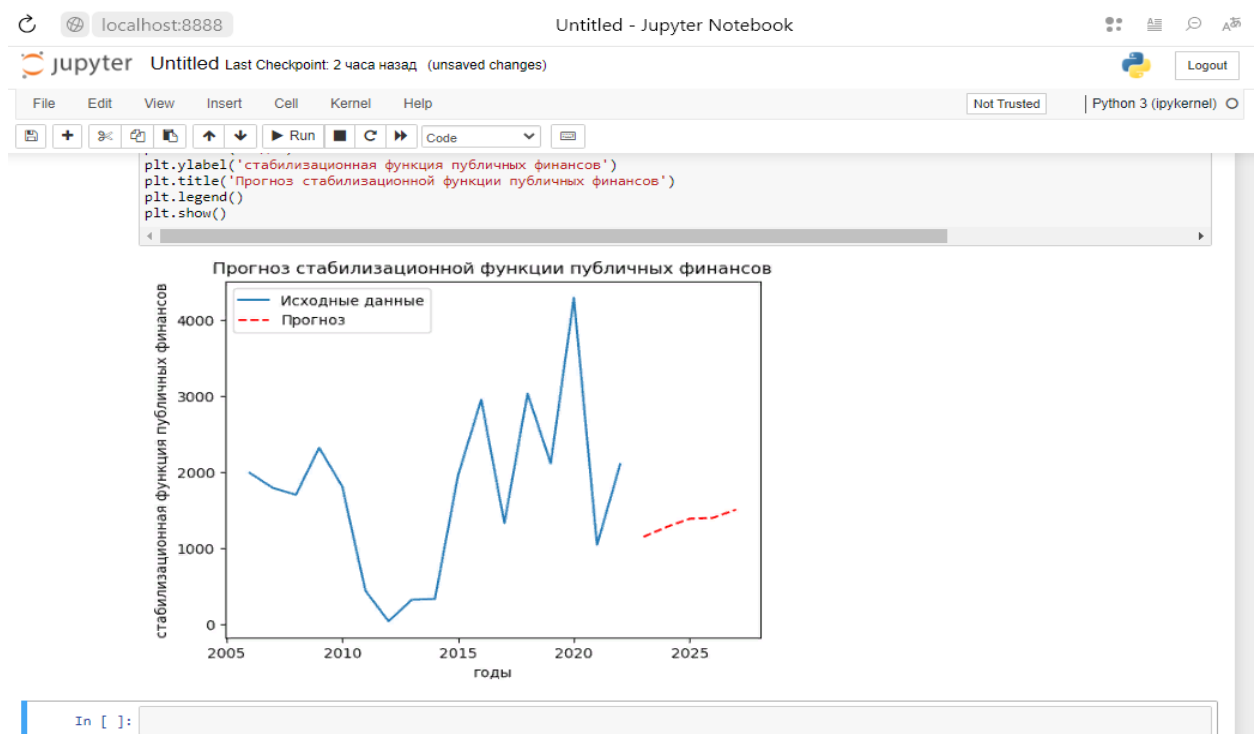 localhost:8888 Untitled - Jupyter Notebook
jupyter Untitled Last Checkpoint: 2 часа назад (unsaved changes) Logout
File Edit View Insert Cell Kernel Help Not Trusted Python 3 (ipykernel)
Run Code
plt.ylabel('стабилизационная функция публичных финансов')
plt.title('Прогноз стабилизационной функции публичных финансов')
plt.legend()
plt.show()
Прогноз стабилизационной функции публичных финансов
Исходные данные
Прогноз
стабилизационная функция публичных финансов
4000
3000
2000
1000
0
2005 2010 2015 2020 2025
годы
In [ ]: